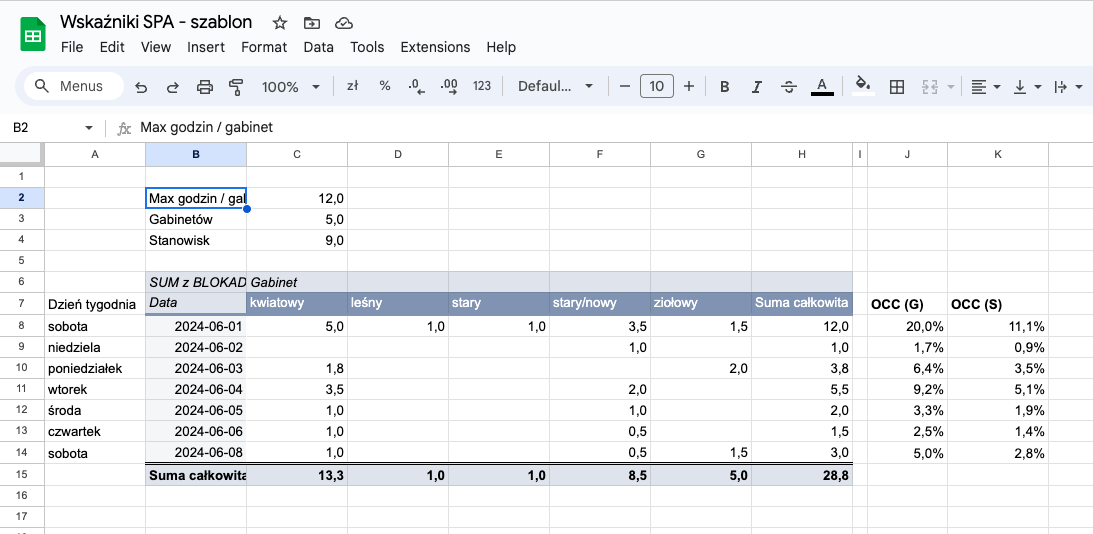 Wskaźniki SPA - szablon
File Edit View Insert Format Data Tools Extensions Help
Menus 100% zł % .0 .00 123 Defaul... − 10 + B I S A
B2 fx Max godzin / gabinet
A B C D E F G H I J K
1
2 Max godzin / gal 12,0
3 Gabinetów 5,0
4 Stanowisk 9,0
5
6 SUM z BLOKAD Gabinet
7 Dzień tygodnia Data kwiatowy leśny stary stary/nowy ziołowy Suma całkowita OCC (G) OCC (S)
8 sobota 2024-06-01 5,0 1,0 1,0 3,5 1,5 12,0 20,0% 11,1%
9 niedziela 2024-06-02 1,0 1,0 1,7% 0,9%
10 poniedziałek 2024-06-03 1,8 2,0 3,8 6,4% 3,5%
11 wtorek 2024-06-04 3,5 2,0 5,5 9,2% 5,1%
12 środa 2024-06-05 1,0 1,0 2,0 3,3% 1,9%
13 czwartek 2024-06-06 1,0 0,5 1,5 2,5% 1,4%
14 sobota 2024-06-08 1,0 0,5 1,5 3,0 5,0% 2,8%
15 Suma całkowita 13,3 1,0 1,0 8,5 5,0 28,8
16
17